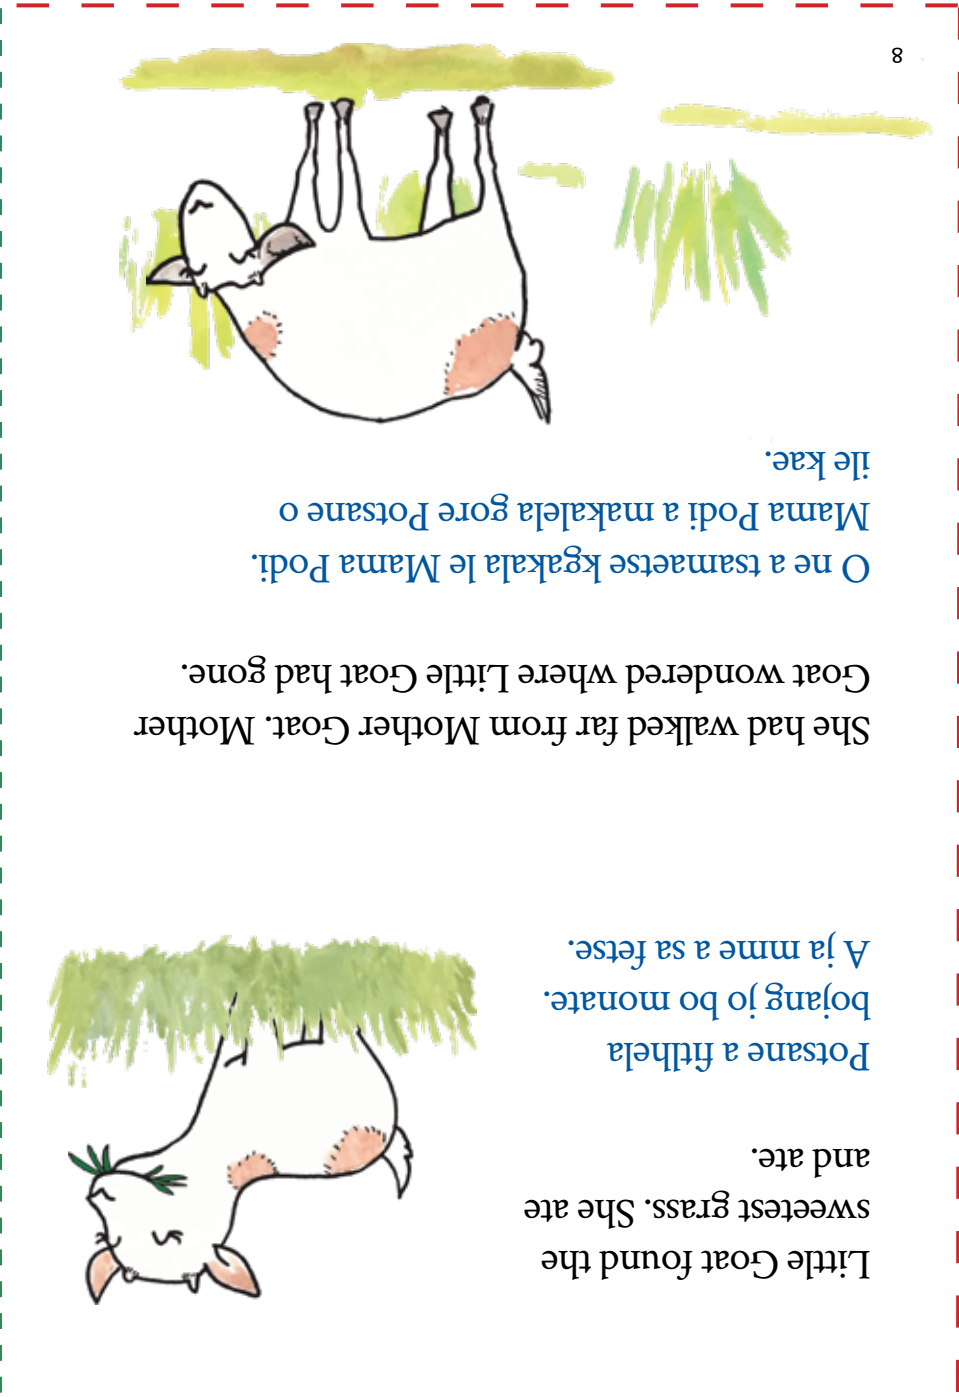 Little Goat found the
sweetest grass. She ate
and ate.
Potsane a fitlhela
bojang jo bo monate.
A ja mme a sa fetse.
She had walked far from Mother Goat. Mother
Goat wondered where Little Goat had gone.
O ne a tsamaetse kgakala le Mama Podi.
Mama Podi a makalela gore Potsane o
ile kae.
8